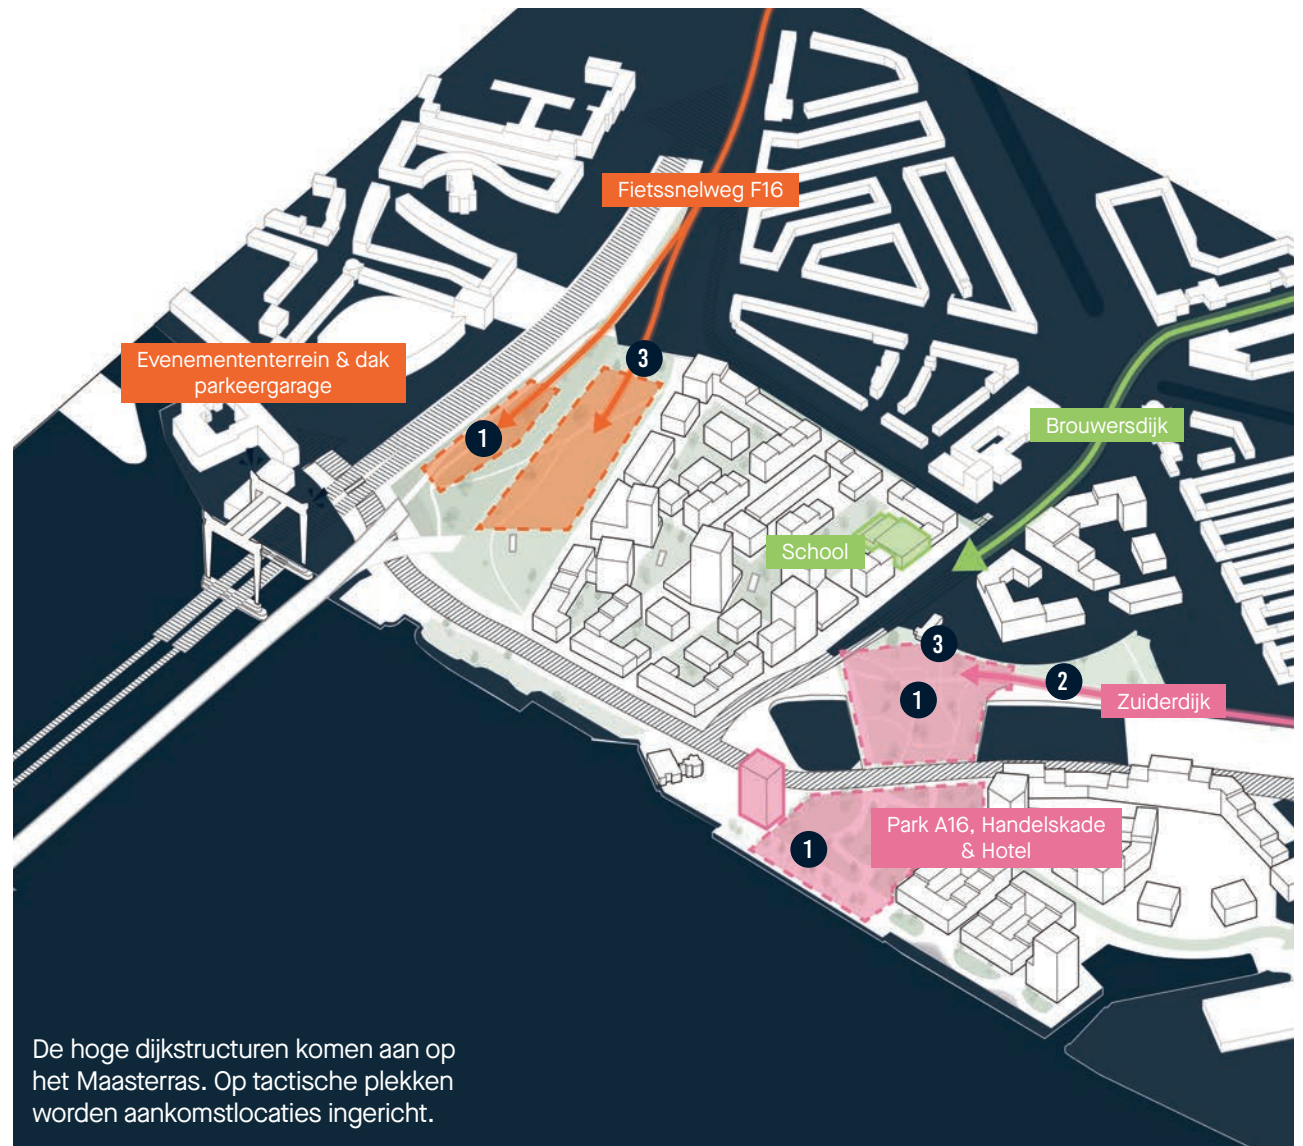 Fietssnelweg F16
Evenemententerrein & dak
parkeergarage
3
1
Brouwersdijk
School
3
2
1
Zuiderdijk
Park A16, Handelskade
& Hotel
1
De hoge dijkstructuren komen aan op
het Maasterras. Op tactische plekken
worden aankomstlocaties ingericht.